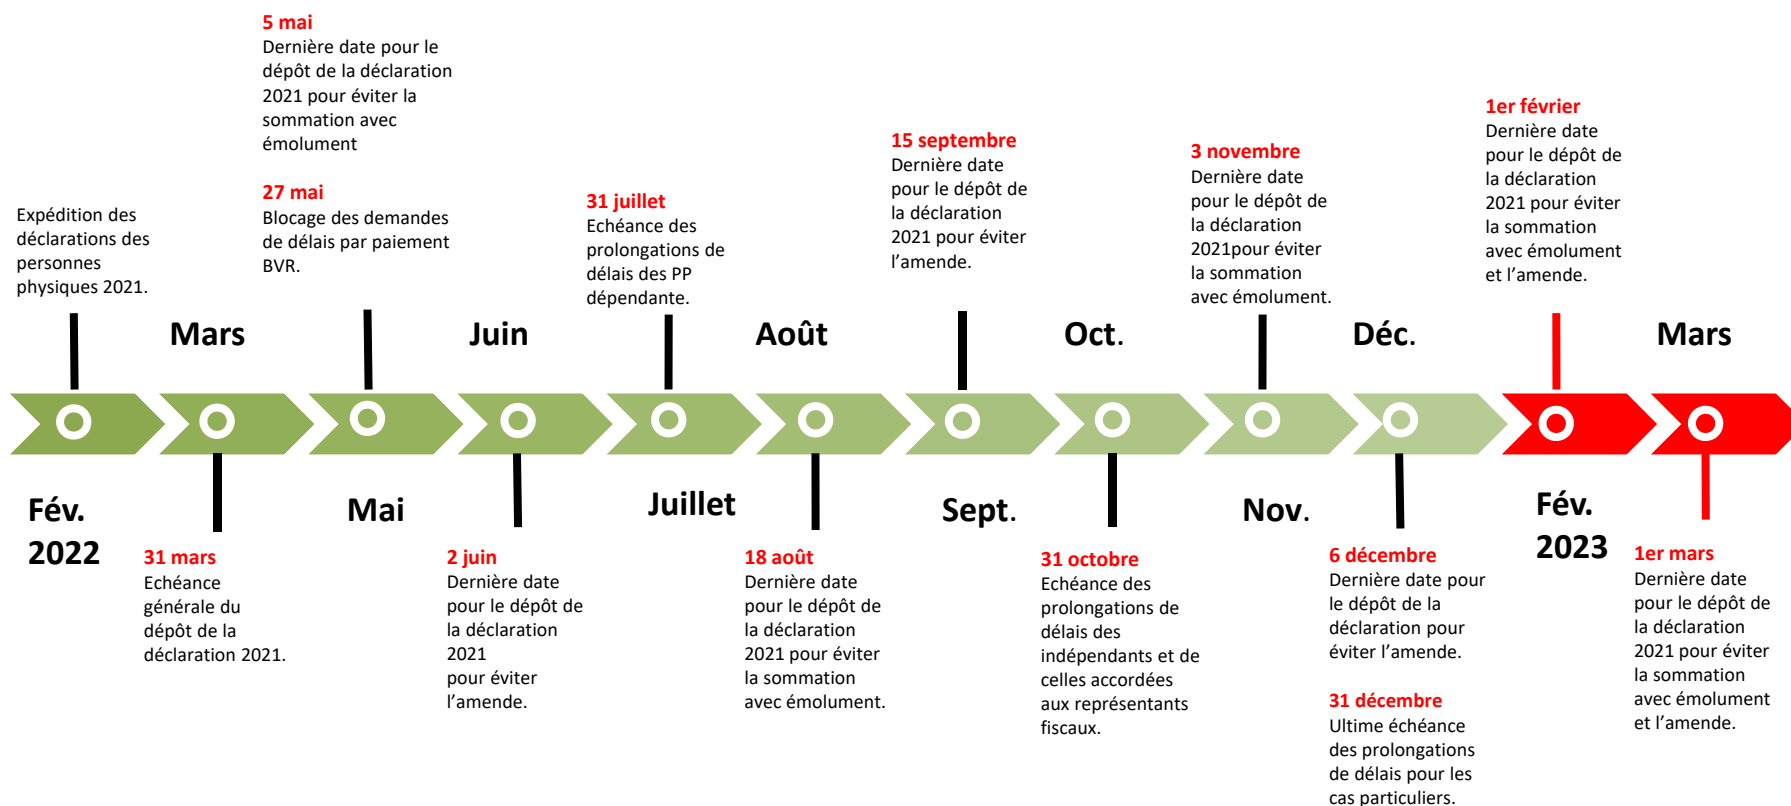 5 mai
Dernière date pour le
dépôt de la déclaration
2021 pour éviter la
sommation avec
émolument
27 mai
Blocage des demandes
de délais par paiement
BVR.
Expédition des
déclarations des
personnes
physiques 2021.
31 juillet
Echéance des
prolongations de
délais des PP
dépendante.
15 septembre
Dernière date
pour le dépôt de
la déclaration
2021 pour éviter
l’amende.
3 novembre
Dernière date
pour le dépôt de
la déclaration
2021pour éviter
la sommation
avec émolument.
1er février
Dernière date
pour le dépôt de
la déclaration
2021 pour éviter
la sommation
avec émolument
et l’amende.
Mars
Juin
Août
Oct.
Déc.
Mars
Fév.
2022
Mai
Juillet
Sept.
Nov.
Fév.
2023
31 mars
Echéance
générale du
dépôt de la
déclaration 2021.
2 juin
Dernière date
pour le dépôt de
la déclaration
2021
pour éviter
l’amende.
18 août
Dernière date
pour le dépôt de
la déclaration
2021 pour éviter
la sommation
avec émolument.
31 octobre
Echéance des
prolongations de
délais des
indépendants et de
celles accordées
aux représentants
fiscaux.
6 décembre
Dernière date pour
le dépôt de la
déclaration pour
éviter l’amende.
31 décembre
Ultime échéance
des prolongations
de délais pour les
cas particuliers.
1er mars
Dernière date
pour le dépôt de
la déclaration
2021 pour éviter
la sommation
avec émolument
et l’amende.